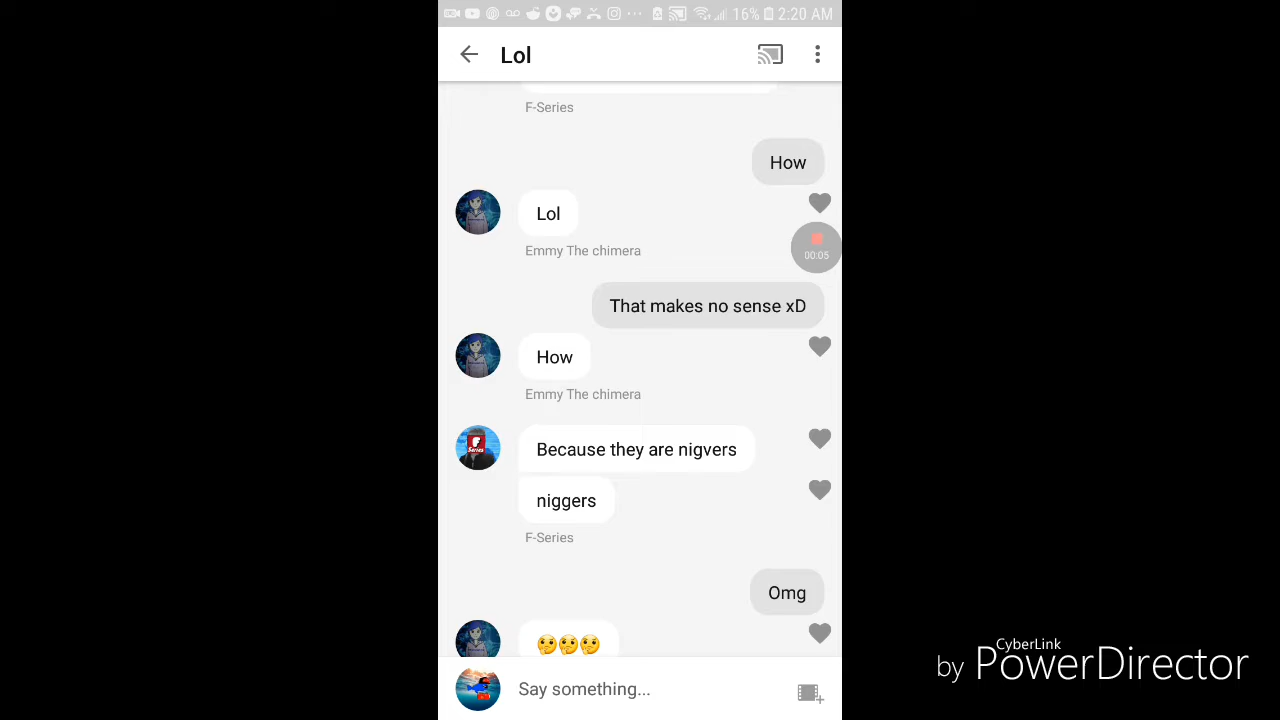 16% 2:20 AM
Lol
F-Series
How
Lol
Emmy The chimera
00:05
That makes no sense xD
How
Emmy The chimera
Series
Because they are nigvers
niggers
F-Series
Omg
🤔🤔🤔
Say something...
CyberLink
by PowerDirector